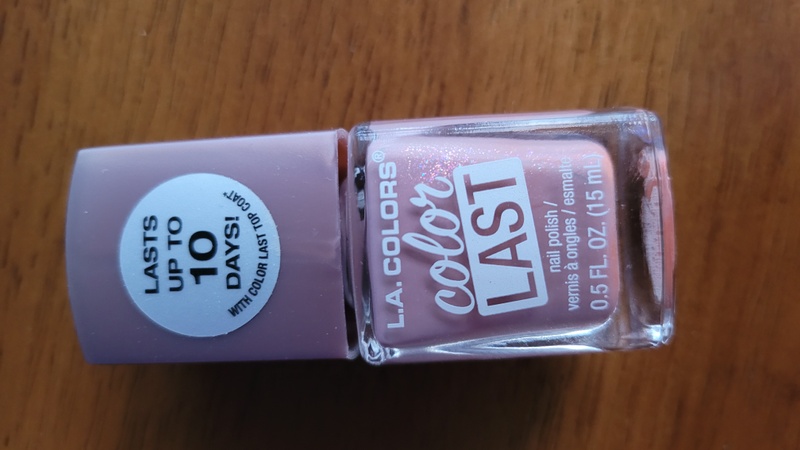 LASTS
UP TO
10
DAYS!
WITH COLOR LAST TOP COAT*
L.A. COLORS®
color
LAST
nail polish /
vernis à ongles / esmalte
0.5 FL. OZ. (15 mL)